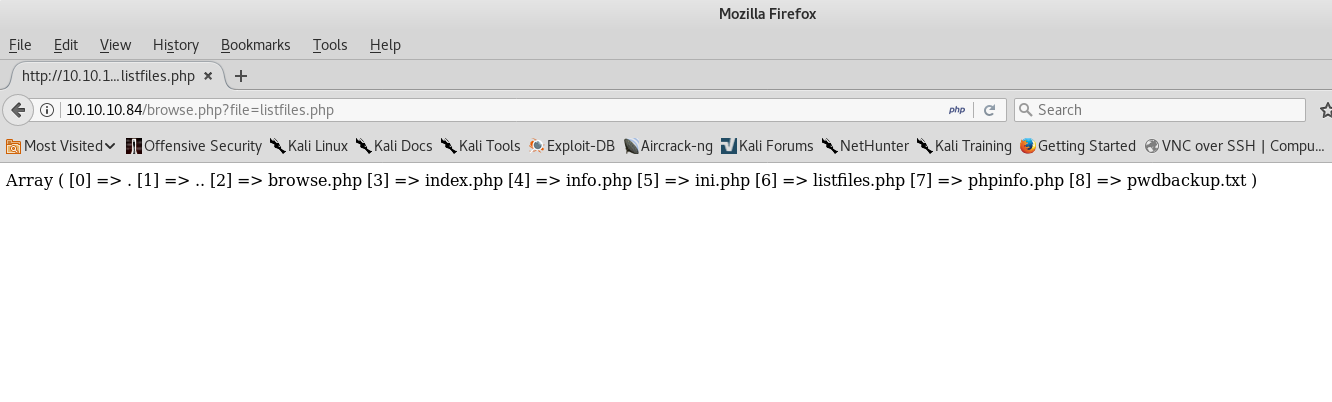 Mozilla Firefox
File Edit View History Bookmarks Tools Help
http://10.10.1...listfiles.php
10.10.10.84/browse.php?file=listfiles.php php Search
Most Visited Offensive Security Kali Linux Kali Docs Kali Tools Exploit-DB Aircrack-ng Kali Forums NetHunter Kali Training Getting Started VNC over SSH | Compu...
Array ( [0] => . [1] => .. [2] => browse.php [3] => index.php [4] => info.php [5] => ini.php [6] => listfiles.php [7] => phpinfo.php [8] => pwdbackup.txt )